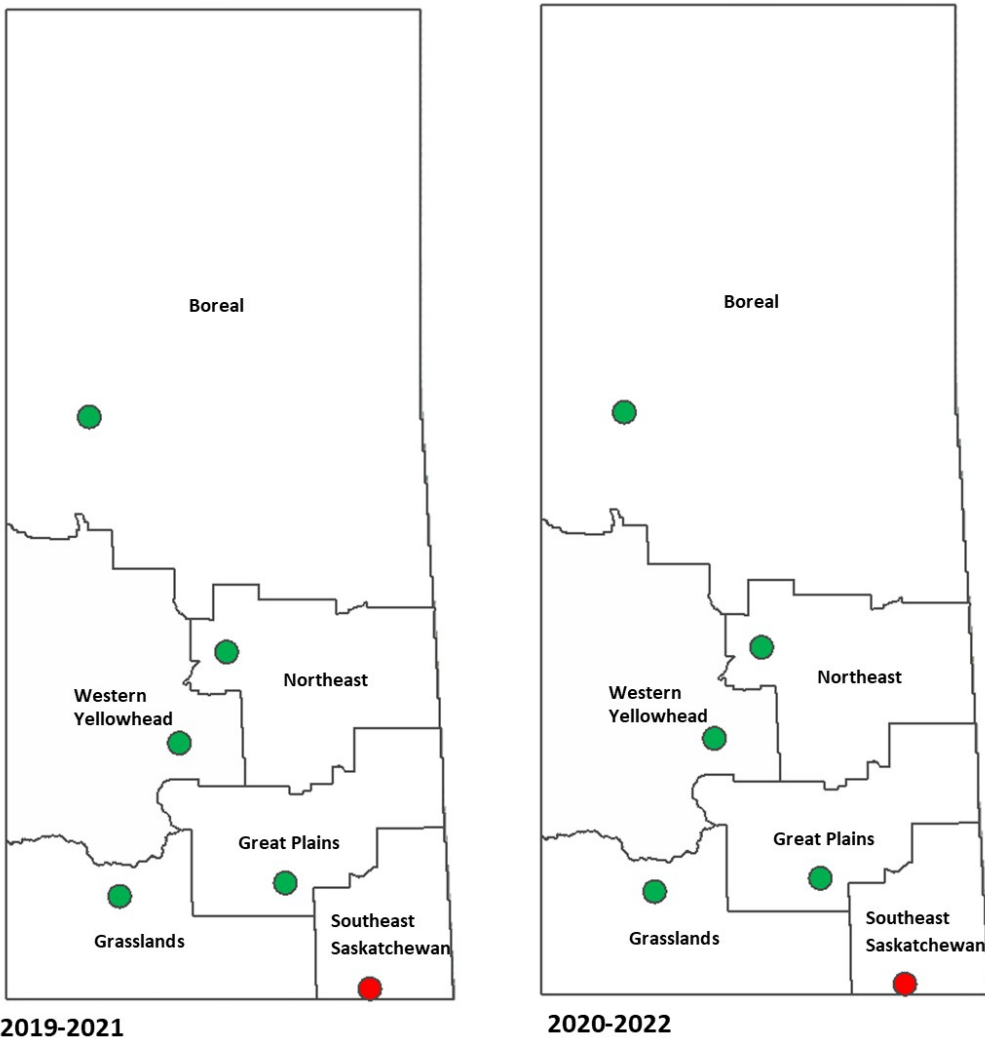 Boreal
Western
Yellowhead
Northeast
Great Plains
Grasslands
Southeast
Saskatchewan
2019-2021
Boreal
Western
Yellowhead
Northeast
Great Plains
Grasslands
Southeast
Saskatchewan
2020-2022